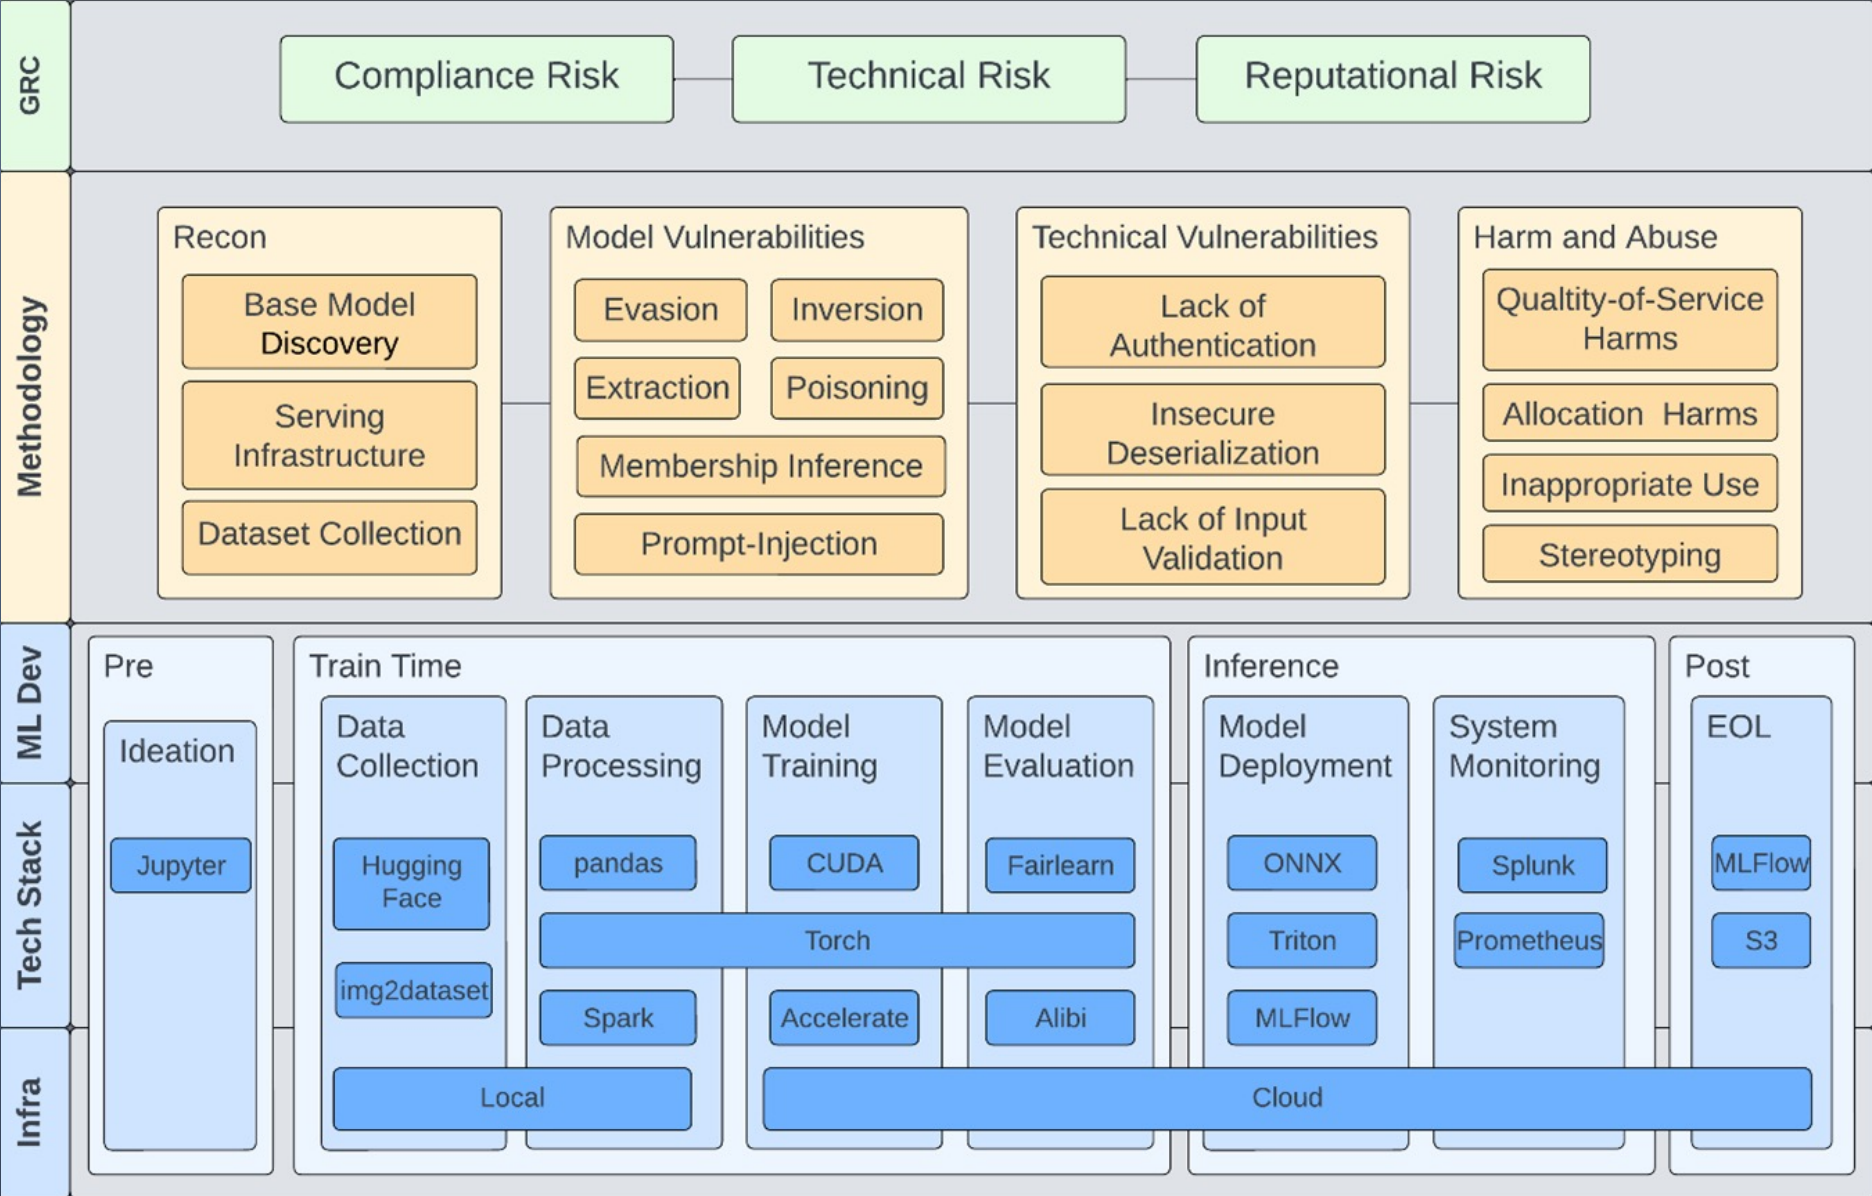 GRC
Compliance Risk
Technical Risk
Reputational Risk
Methodology
Recon
Base Model
Discovery
Serving
Infrastructure
Dataset Collection
Model Vulnerabilities
Evasion
Inversion
Extraction
Poisoning
Membership Inference
Prompt-Injection
Technical Vulnerabilities
Lack of
Authentication
Insecure
Deserialization
Lack of Input
Validation
Harm and Abuse
Qualtity-of-Service
Harms
Allocation Harms
Inappropriate Use
Stereotyping
ML Dev
Tech Stack
Infra
Pre
Ideation
Jupyter
Train Time
Data
Collection
Hugging
Face
img2dataset
Data
Processing
pandas
Spark
Model
Training
CUDA
Accelerate
Model
Evaluation
Fairlearn
Alibi
Torch
Local
Inference
Model
Deployment
ONNX
Triton
MLFlow
System
Monitoring
Splunk
Prometheus
Post
EOL
MLFlow
S3
Cloud